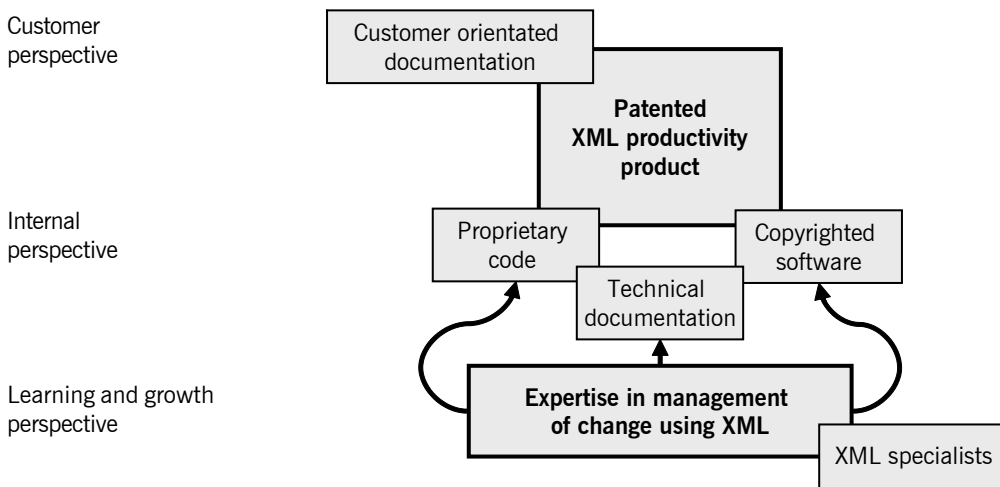 Customer
perspective
Customer orientated
documentation
Patented
XML productivity
product
Internal
perspective
Proprietary
code
Copyrighted
software
Technical
documentation
Learning and growth
perspective
Expertise in management
of change using XML
XML specialists